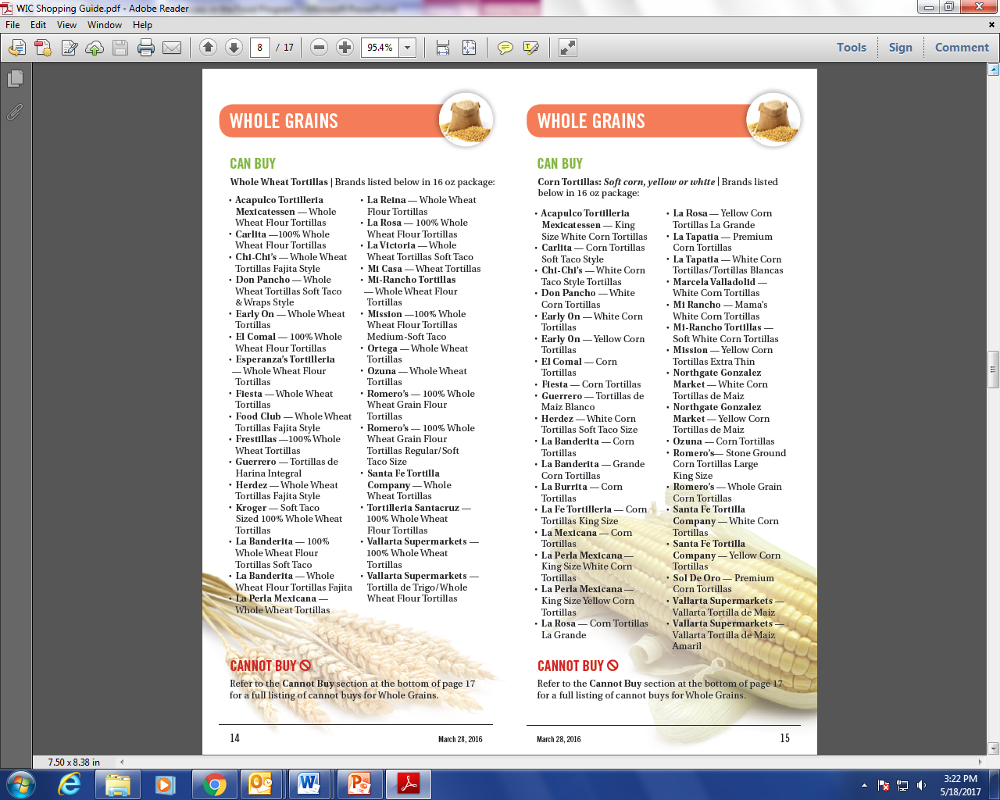 WIC Shopping Guide.pdf - Adobe Reader
File Edit View Window Help
8 / 17 95.4% Tools Sign Comment
WHOLE GRAINS
CAN BUY
Whole Wheat Tortillas | Brands listed below in 16 oz package:
• Acapulco Tortilleria
Mexicatessen — Whole
Wheat Flour Tortillas
• Carlita —100% Whole
Wheat Flour Tortillas
• Chi-Chi's — Whole Wheat
Tortillas Fajita Style
• Don Pancho — Whole
Wheat Tortillas Soft Taco
& Wraps Style
• Early On — Whole Wheat
Tortillas
• El Comal — 100% Whole
Wheat Flour Tortillas
• Esperanza's Tortilleria
— Whole Wheat Flour
Tortillas
• Fiesta — Whole Wheat
Tortillas
• Food Club — Whole Wheat
Tortillas Fajita Style
• Frestillas —100% Whole
Wheat Tortillas
• Guerrero — Tortillas de
Harina Integral
• Herdez — Whole Wheat
Tortillas Fajita Style
• Kroger — Soft Taco
Sized 100% Whole Wheat
Tortillas
• La Banderita — 100%
Whole Wheat Flour
Tortillas Soft Taco
• La Banderita — Whole
Wheat Flour Tortillas Fajita
• La Perla Mexicana —
Whole Wheat Tortillas
• La Reina — Whole Wheat
Flour Tortillas
• La Rosa — 100% Whole
Wheat Flour Tortillas
• La Victoria — Whole
Wheat Tortillas Soft Taco
• Mi Casa — Wheat Tortillas
• Mi-Rancho Tortillas
— Whole Wheat Flour
Tortillas
• Mission —100% Whole
Wheat Flour Tortillas
Medium-Soft Taco
• Ortega — Whole Wheat
Tortillas
• Ozuna — Whole Wheat
Tortillas
• Romero's — 100% Whole
Wheat Grain Flour
Tortillas
• Romero's — 100% Whole
Wheat Grain Flour
Tortillas Regular/Soft
Taco Size
• Santa Fe Tortilla
Company — Whole
Wheat Tortillas
• Tortilleria Santacruz —
100% Whole Wheat
Flour Tortillas
• Vallarta Supermarkets —
100% Whole Wheat
Tortillas
• Vallarta Supermarkets —
Tortilla de Trigo/Whole
Wheat Flour Tortillas
CANNOT BUY
Refer to the Cannot Buy section at the bottom of page 17
for a full listing of cannot buys for Whole Grains.
14 March 28, 2016
WHOLE GRAINS
CAN BUY
Corn Tortillas: Soft corn, yellow or white | Brands listed
below in 16 oz package:
• Acapulco Tortilleria
Mexicatessen — King
Size White Corn Tortillas
• Carlita — Corn Tortillas
Soft Taco Style
• Chi-Chi's — White Corn
Taco Style Tortillas
• Don Pancho — White
Corn Tortillas
• Early On — White Corn
Tortillas
• Early On — Yellow Corn
Tortillas
• El Comal — Corn
Tortillas
• Fiesta — Corn Tortillas
• Guerrero — Tortillas de
Maiz Blanco
• Herdez — White Corn
Tortillas Soft Taco Size
• La Banderita — Corn
Tortillas
• La Banderita — Grande
Corn Tortillas
• La Burrita — Corn
Tortillas
• La Fe Tortilleria — Corn
Tortillas King Size
• La Mexicana — Corn
Tortillas
• La Perla Mexicana —
King Size White Corn
Tortillas
• La Perla Mexicana —
King Size Yellow Corn
Tortillas
• La Rosa — Corn Tortillas
La Grande
• La Rosa — Yellow Corn
Tortillas La Grande
• La Tapatia — Premium
Corn Tortillas
• La Tapatia — White Corn
Tortillas/Tortillas Blancas
• Marcela Valladolid —
White Corn Tortillas
• Mi Rancho — Mama's
White Corn Tortillas
• Mi-Rancho Tortillas —
Soft White Corn Tortillas
• Mission — Yellow Corn
Tortillas Extra Thin
• Northgate Gonzalez
Market — White Corn
Tortillas de Maiz
• Northgate Gonzalez
Market — Yellow Corn
Tortillas de Maiz
• Ozuna — Corn Tortillas
• Romero's— Stone Ground
Corn Tortillas Large
King Size
• Romero's — Whole Grain
Corn Tortillas
• Santa Fe Tortilla
Company — White Corn
Tortillas
• Santa Fe Tortilla
Company — Yellow Corn
Tortillas
• Sol De Oro — Premium
Corn Tortillas
• Vallarta Supermarkets —
Vallarta Tortilla de Maiz
• Vallarta Supermarkets —
Vallarta Tortilla de Maiz
Amaril
CANNOT BUY
Refer to the Cannot Buy section at the bottom of page 17
for a full listing of cannot buys for Whole Grains.
March 28, 2016 15
7.50 x 8.38 in
3:22 PM
5/18/2017